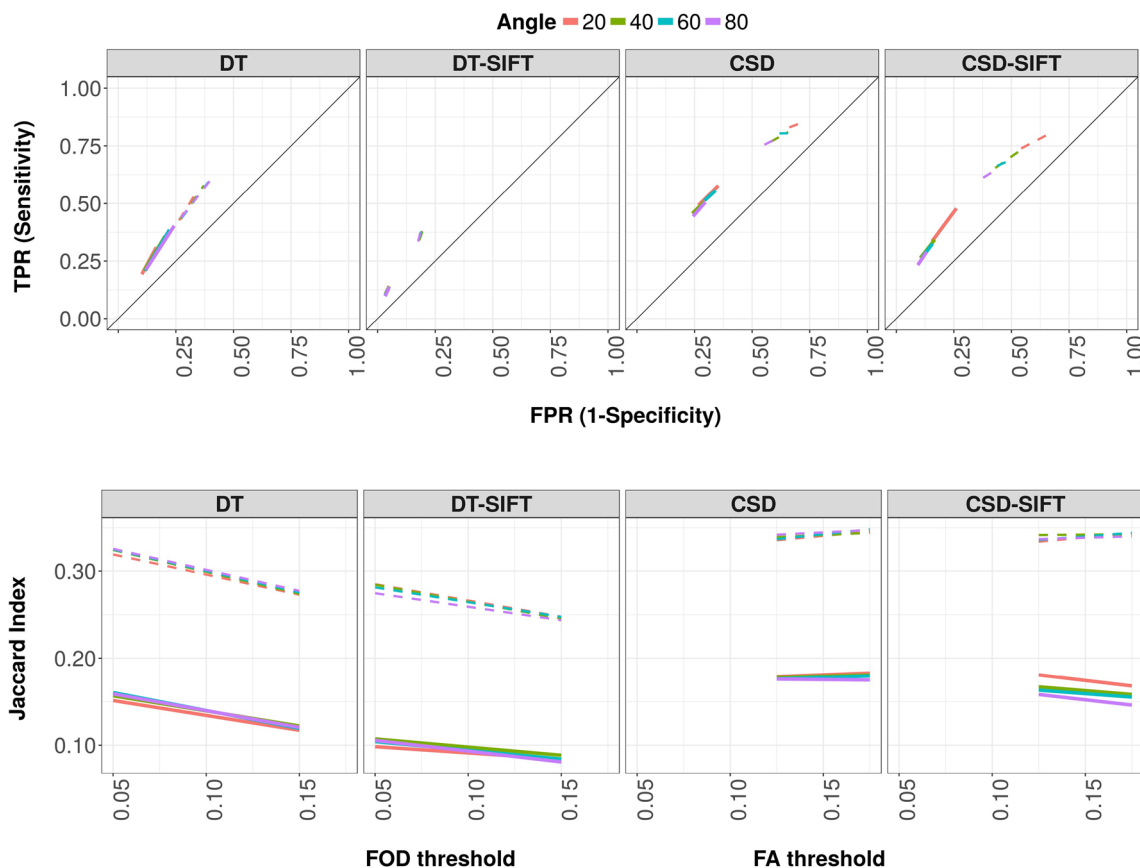 Angle 20 40 60 80
DT DT-SIFT CSD CSD-SIFT
TPR (Sensitivity)
1.00
0.75
0.50
0.25
0.00
0.25 0.50 0.75 1.00 0.25 0.50 0.75 1.00 0.25 0.50 0.75 1.00 0.25 0.50 0.75 1.00
FPR (1-Specificity)
DT DT-SIFT CSD CSD-SIFT
Jaccard Index
0.30
0.20
0.10
0.05 0.10 0.15 0.05 0.10 0.15 0.05 0.10 0.15 0.05 0.10 0.15
FOD threshold FA threshold